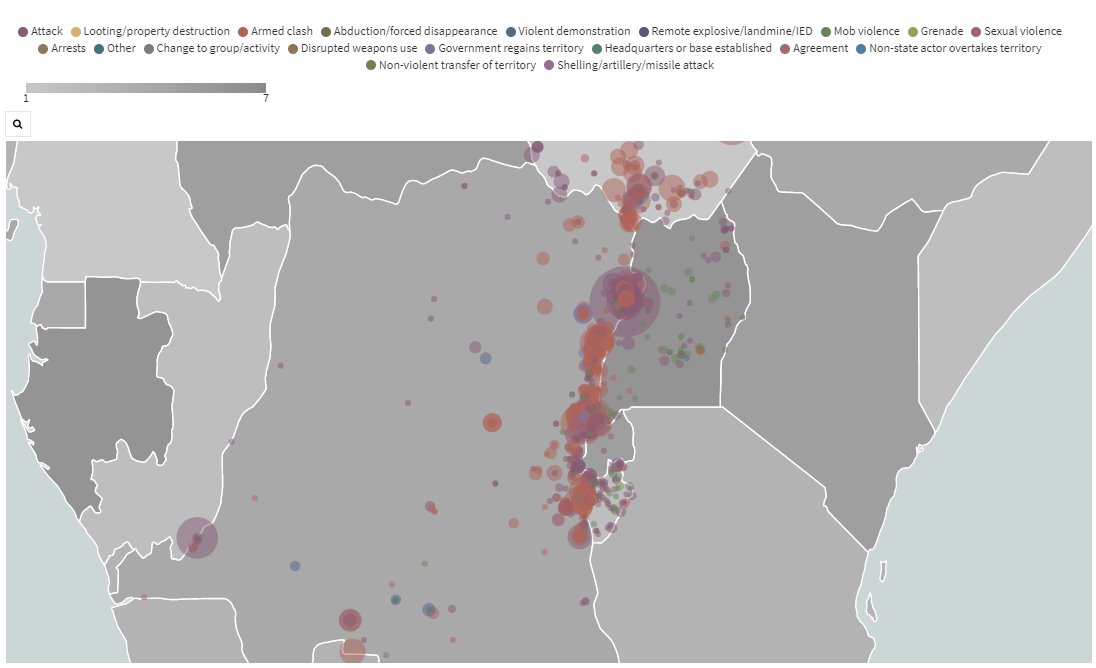 Attack Looting/property destruction Armed clash Abduction/forced disappearance Violent demonstration Remote explosive/landmine/IED Mob violence Grenade Sexual violence
Arrests Other Change to group/activity Disrupted weapons use Government regains territory Headquarters or base established Agreement Non-state actor overtakes territory
Non-violent transfer of territory Shelling/artillery/missile attack
1 7